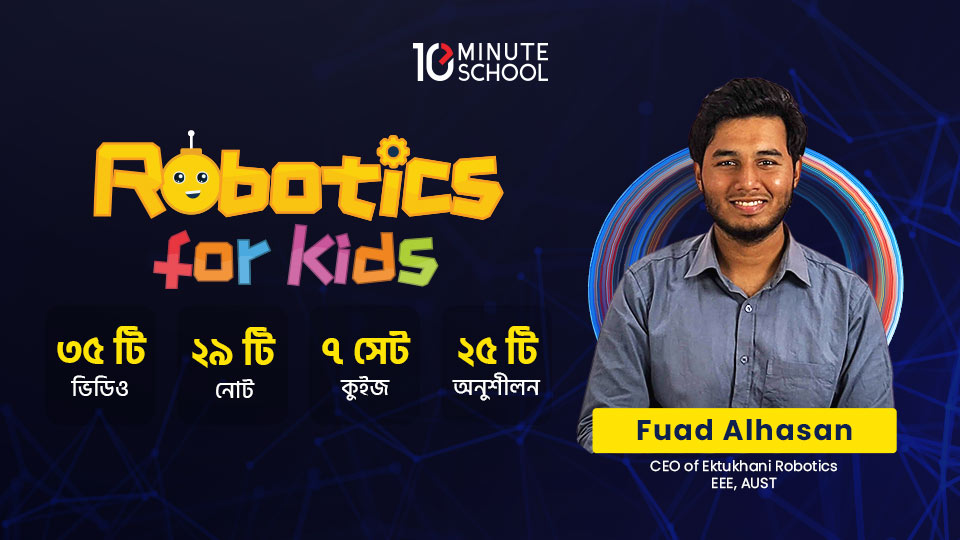 10 MINUTE
SCHOOL
Robotics
for kids
৩৫ টি
ভিডিও
২৯ টি
নোট
৭ সেট
কুইজ
২৫ টি
অনুশীলন
Fuad Alhasan
CEO of Ektukhani Robotics
EEE, AUST